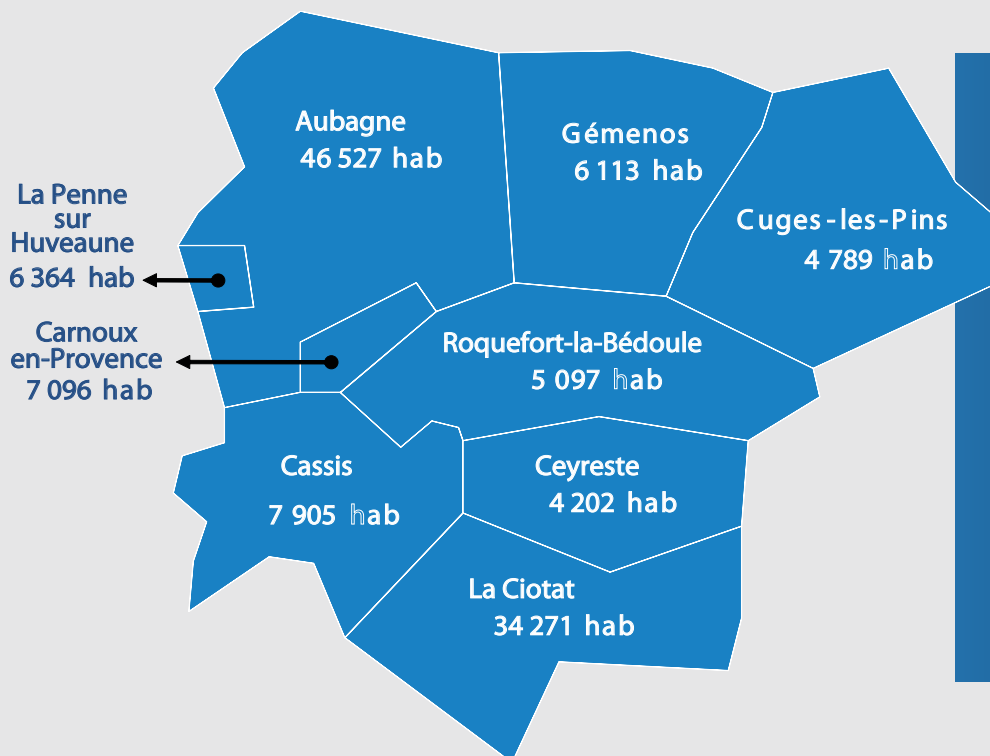 Aubagne
46 527 hab
Gémenos
6 113 hab
La Penne
sur
Huveaune
6 364 hab
Cuges-les-Pins
4 789 hab
Carnoux
en-Provence
7 096 hab
Roquefort-la-Bédoule
5 097 hab
Cassis
7 905 hab
Ceyreste
4 202 hab
La Ciotat
34 271 hab